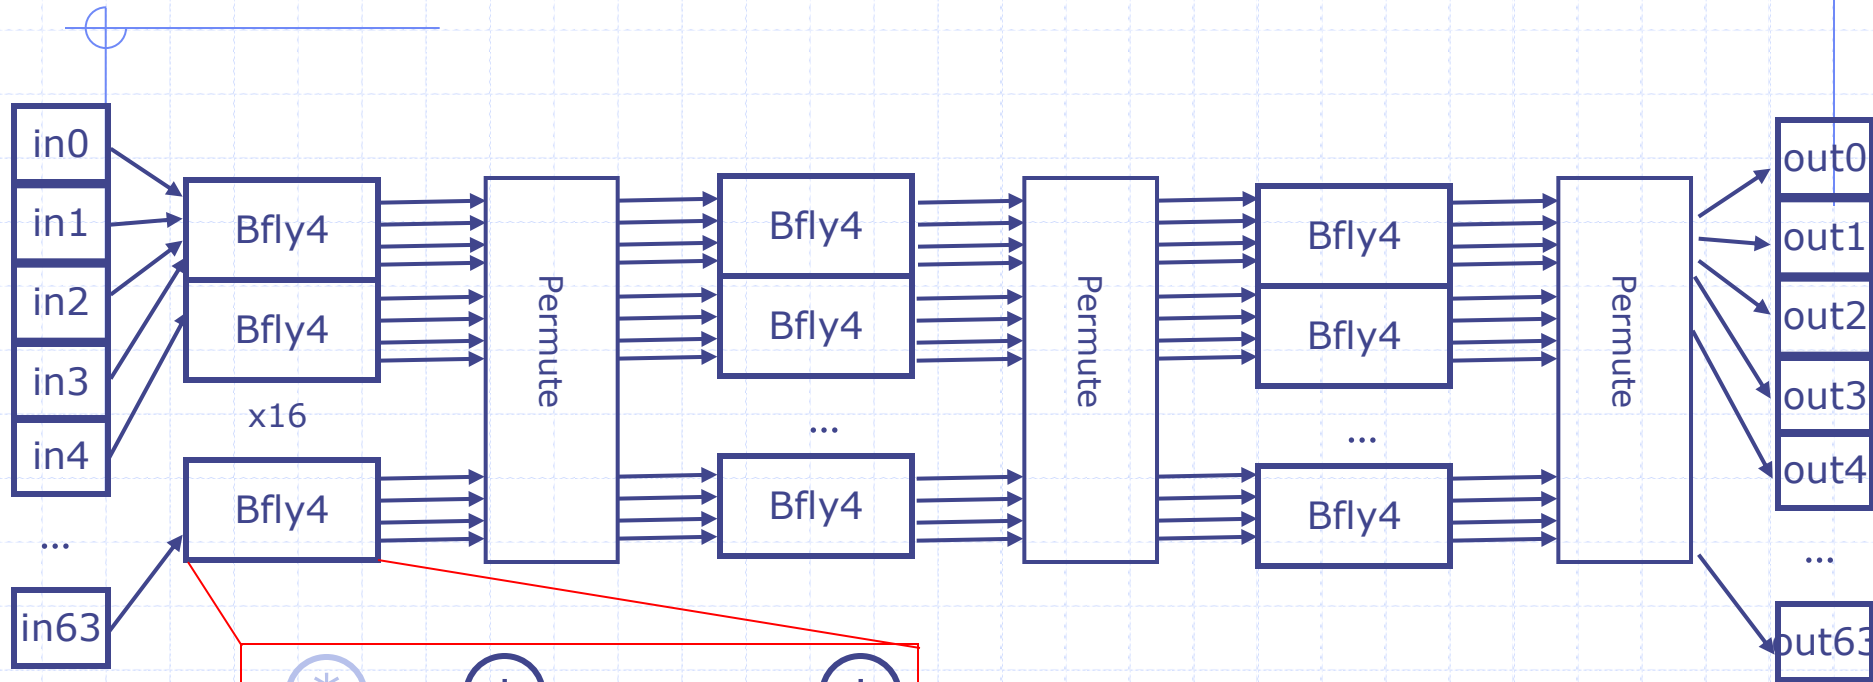 in0
in1
in2
in3
in4
...
in63
Bfly4
Bfly4
x16
Bfly4
Permute
Bfly4
Bfly4
...
Bfly4
Permute
Bfly4
Bfly4
...
Bfly4
Permute
out0
out1
out2
out3
out4
...
out63
*